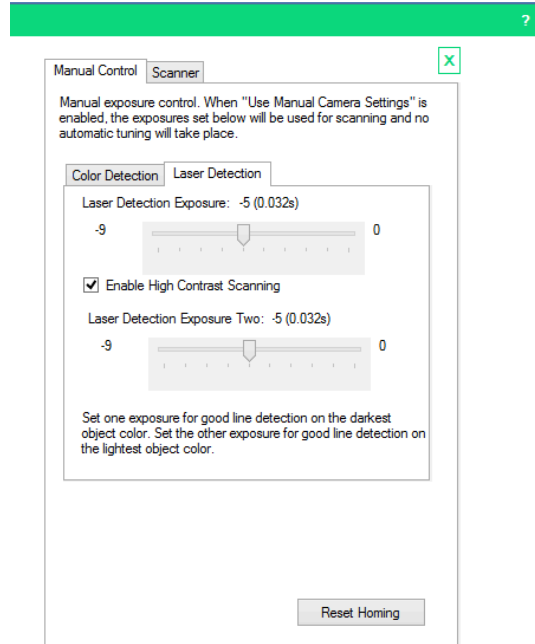 ?
X
Manual Control Scanner
Manual exposure control. When "Use Manual Camera Settings" is
enabled, the exposures set below will be used for scanning and no
automatic tuning will take place.
Color Detection Laser Detection
Laser Detection Exposure: -5 (0.032s)
-9 0
Enable High Contrast Scanning
Laser Detection Exposure Two: -5 (0.032s)
-9 0
Set one exposure for good line detection on the darkest
object color. Set the other exposure for good line detection on
the lightest object color.
Reset Homing